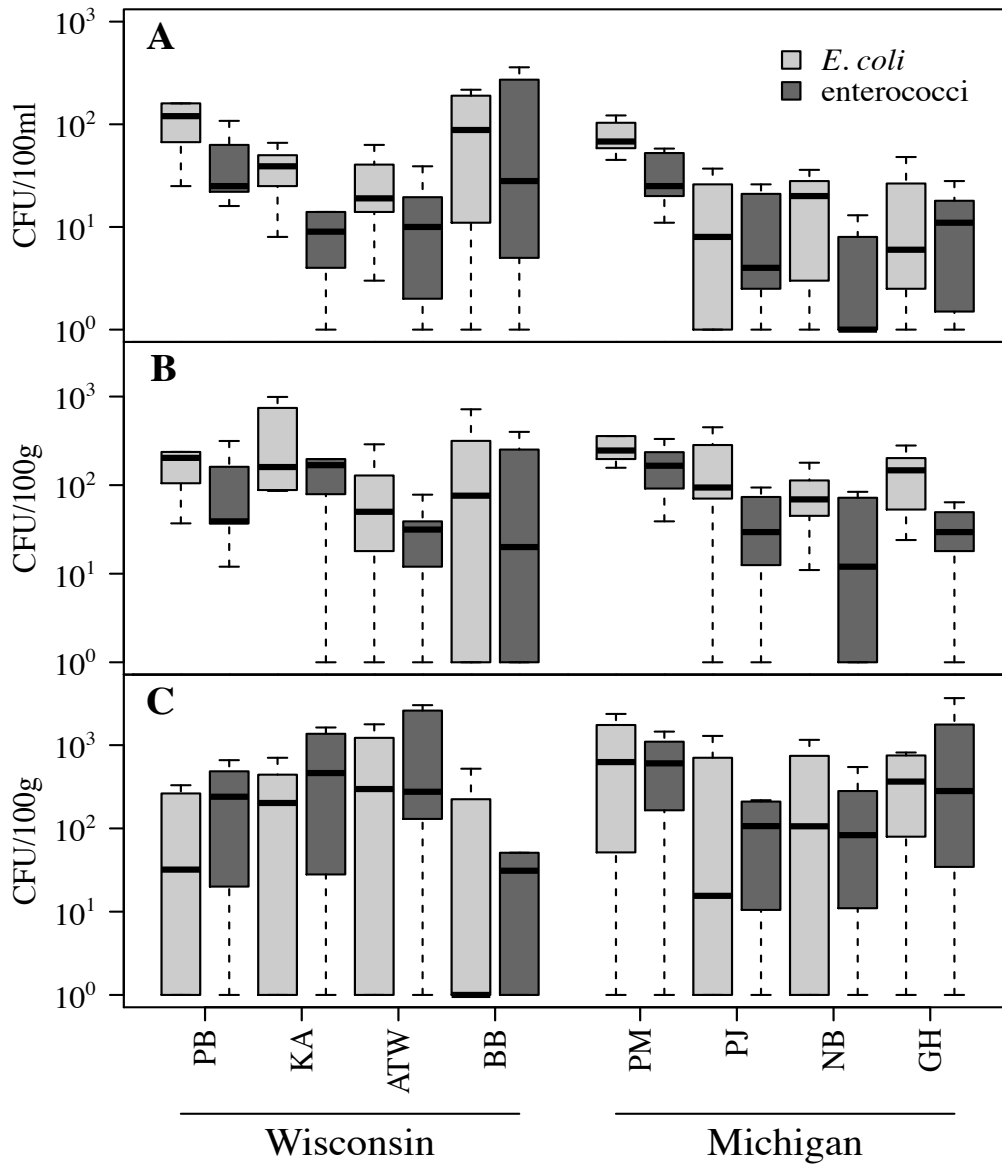 A
E. coli
enterococci
CFU/100ml
10³
10²
10¹
10⁰
B
CFU/100g
10³
10²
10¹
10⁰
C
CFU/100g
10³
10²
10¹
10⁰
PB KA ATW BB PM PJ NB GH
Wisconsin Michigan